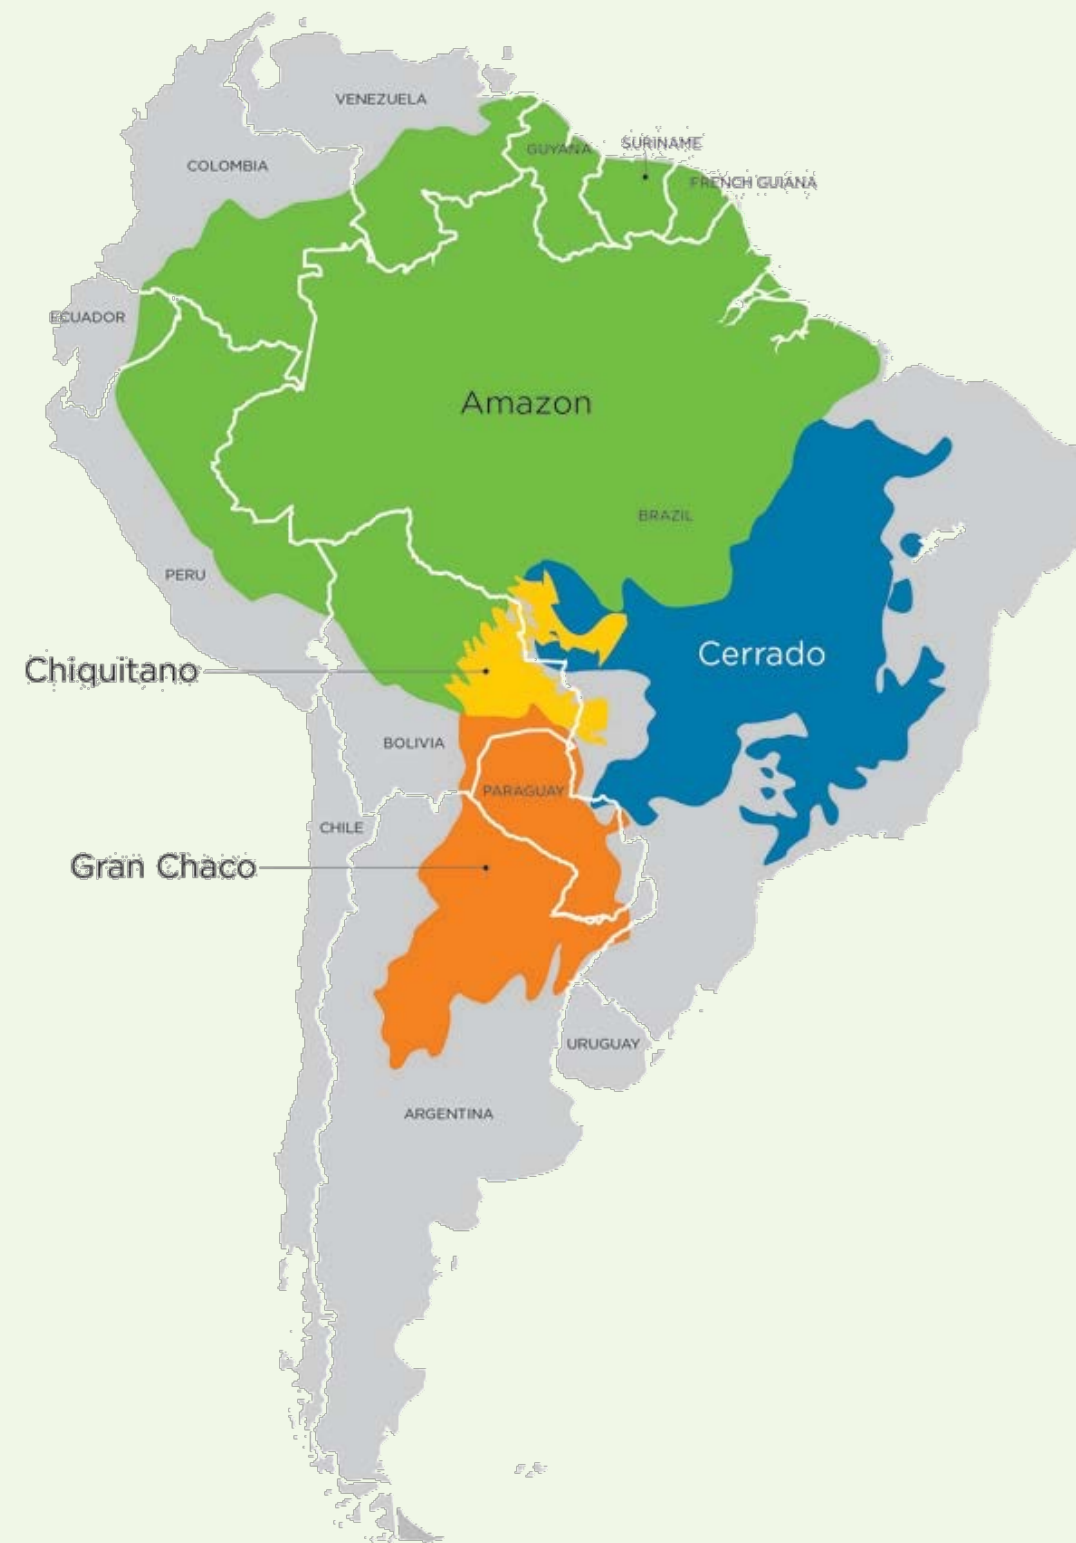 VENEZUELA
GUYANA
SURINAME
COLOMBIA
FRENCH GUIANA
ECUADOR
Amazon
BRAZIL
PERU
Cerrado
Chiquitano
BOLIVIA
PARAGUAY
CHILE
Gran Chaco
URUGUAY
ARGENTINA